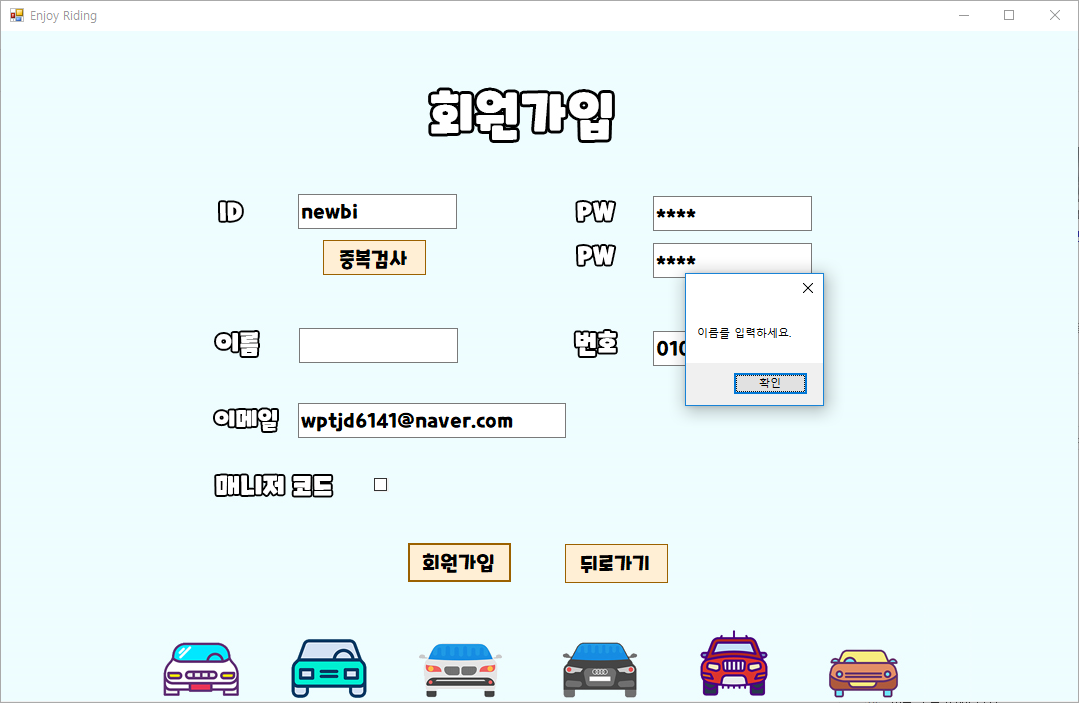 Enjoy Riding
회원가입
ID newbi PW ****
중복검사 PW ****
이름를 입력하세요.
이름 번호 010
확인
이메일 wptjd6141@naver.com
매니저 코드
회원가입 뒤로가기